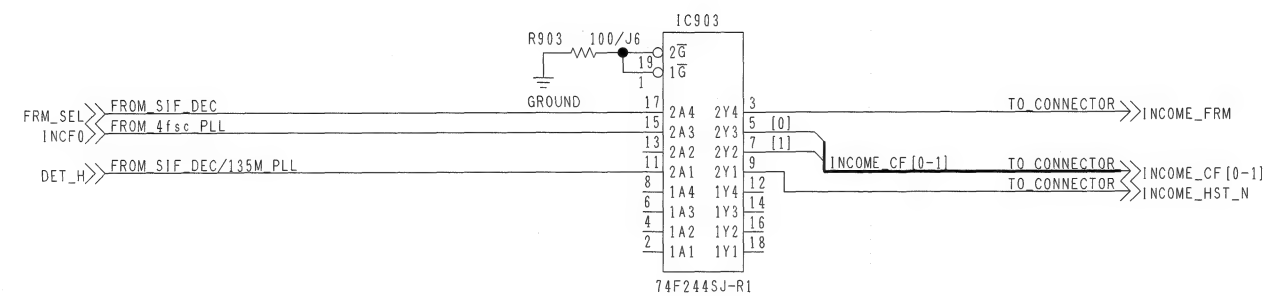 IC903
R903 100/J6
2G
19
1G
1
GROUND
FRM_SEL FROM_SIF_DEC 17 2A4 2Y4 3 TO_CONNECTOR INCOME_FRM
INCF0 FROM_4fsc_PLL 15 2A3 2Y3 5 [0]
13 2A2 2Y2 7 [1] INCOME_CF[0-1] TO_CONNECTOR INCOME_CF[0-1]
DET_H FROM_SIF_DEC/135M_PLL 11 2A1 2Y1 9 TO_CONNECTOR INCOME_HST_N
8 1A4 1Y4 12
6 1A3 1Y3 14
4 1A2 1Y2 16
2 1A1 1Y1 18
74F244SJ-R1